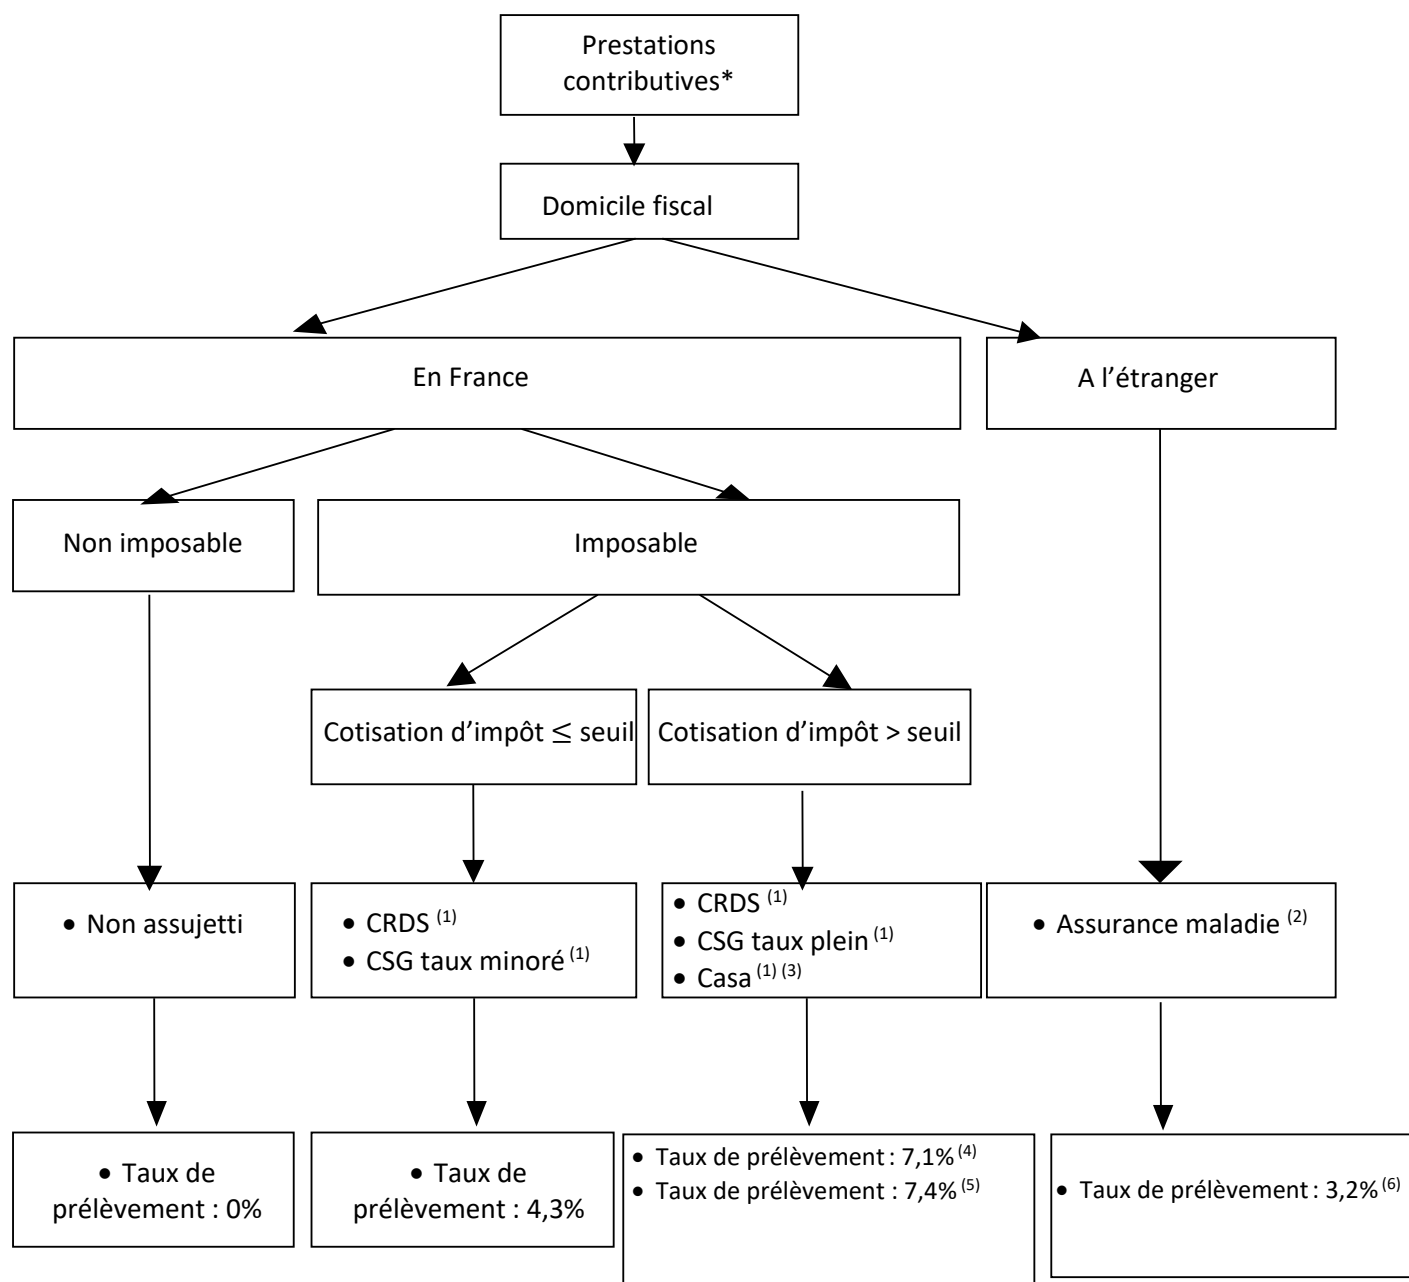 Prestations
contributives*
Domicile fiscal
En France
A l’étranger
Non imposable
Imposable
Cotisation d’impôt ≤ seuil
Cotisation d’impôt > seuil
• Non assujetti
• CRDS (1)
• CSG taux minoré (1)
• CRDS (1)
• CSG taux plein (1)
• Casa (1) (3)
• Assurance maladie (2)
• Taux de
prélèvement : 0%
• Taux de
prélèvement : 4,3%
• Taux de prélèvement : 7,1% (4)
• Taux de prélèvement : 7,4% (5)
• Taux de prélèvement : 3,2% (6)